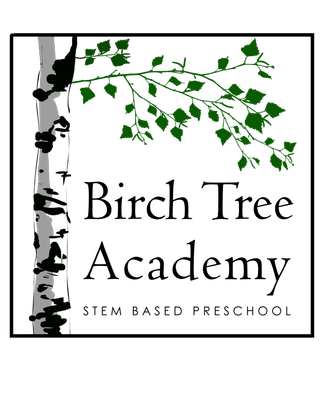 Birch Tree
Academy
STEM BASED PRESCHOOL